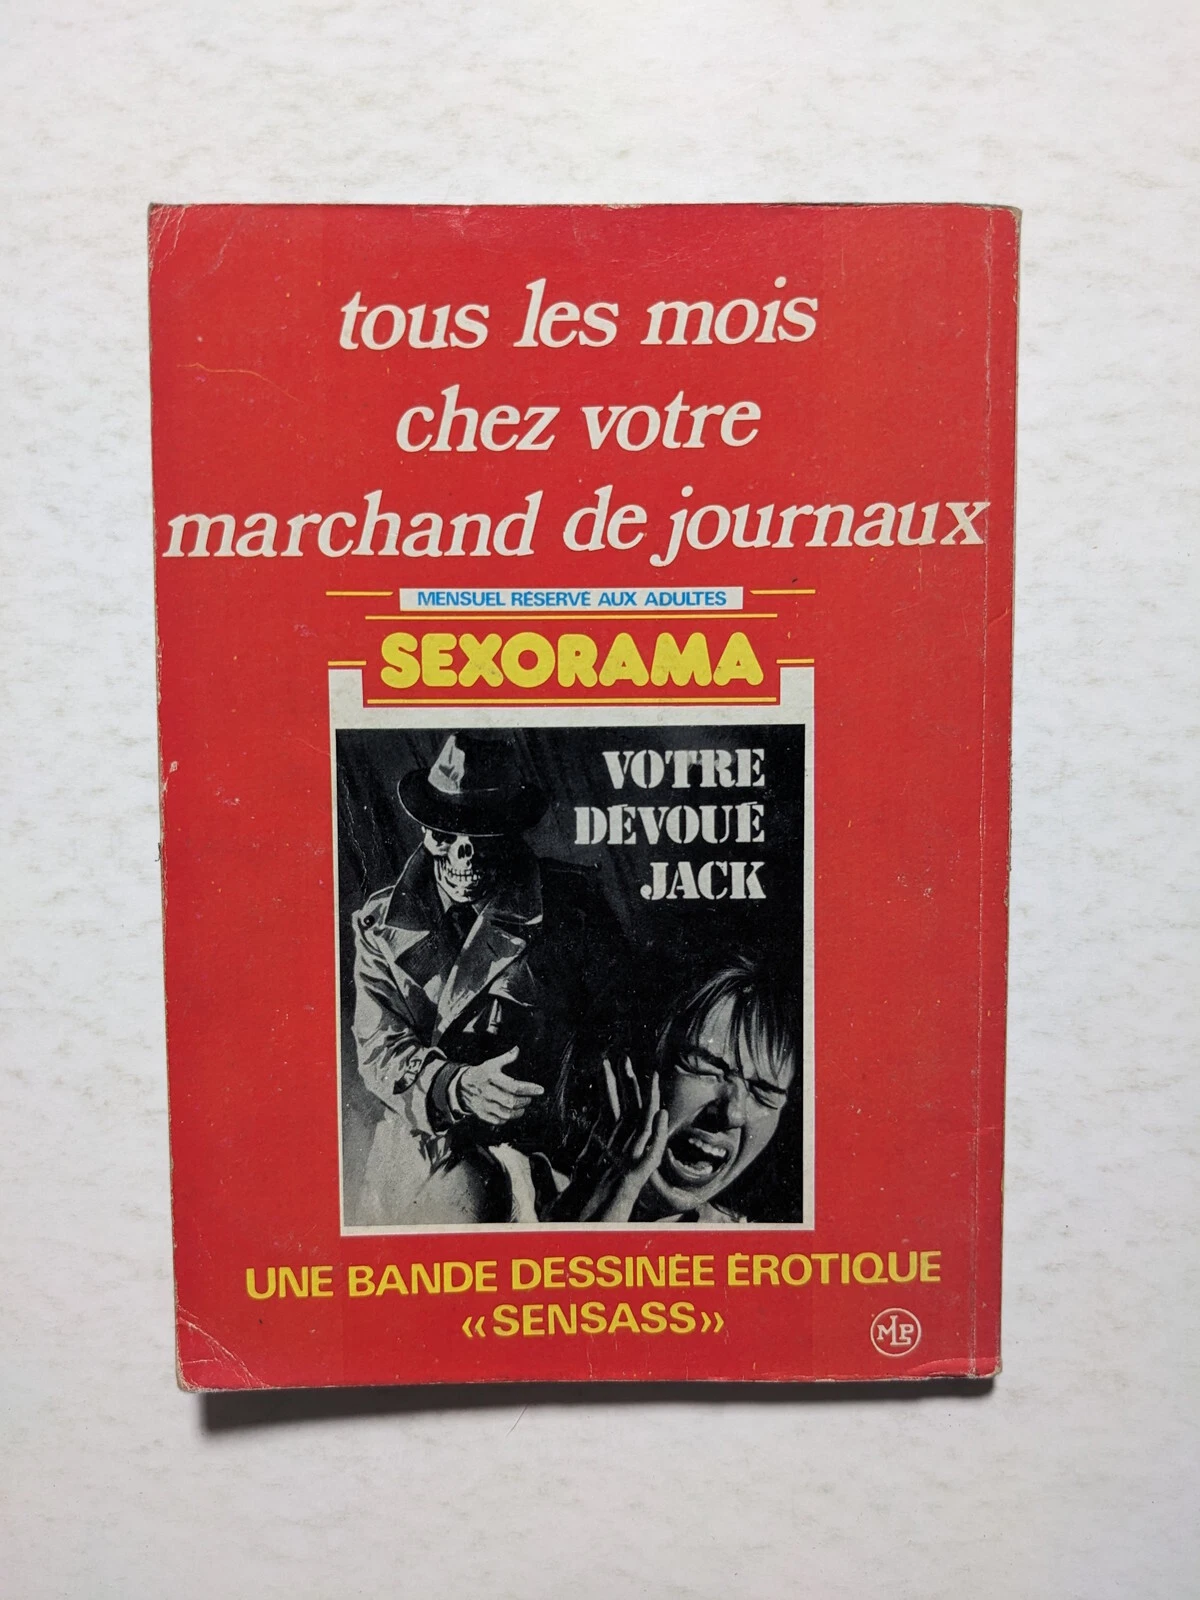 tous les mois
chez votre
marchand de journaux
MENSUEL RÉSERVÉ AUX ADULTES
SEXORAMA
VOTRE
DÉVOUÉ
JACK
UNE BANDE DESSINÉE ÉROTIQUE
«SENSASS»
MLP